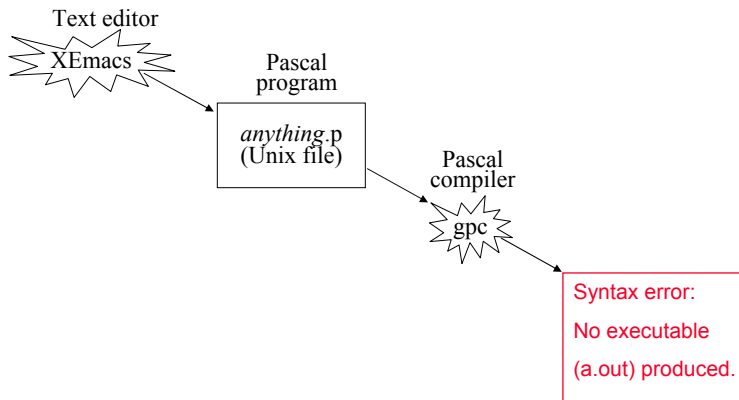 Text editor
XEmacs
Pascal
program
anything.p
(Unix file)
Pascal
compiler
gpc
Syntax error:
No executable
(a.out) produced.